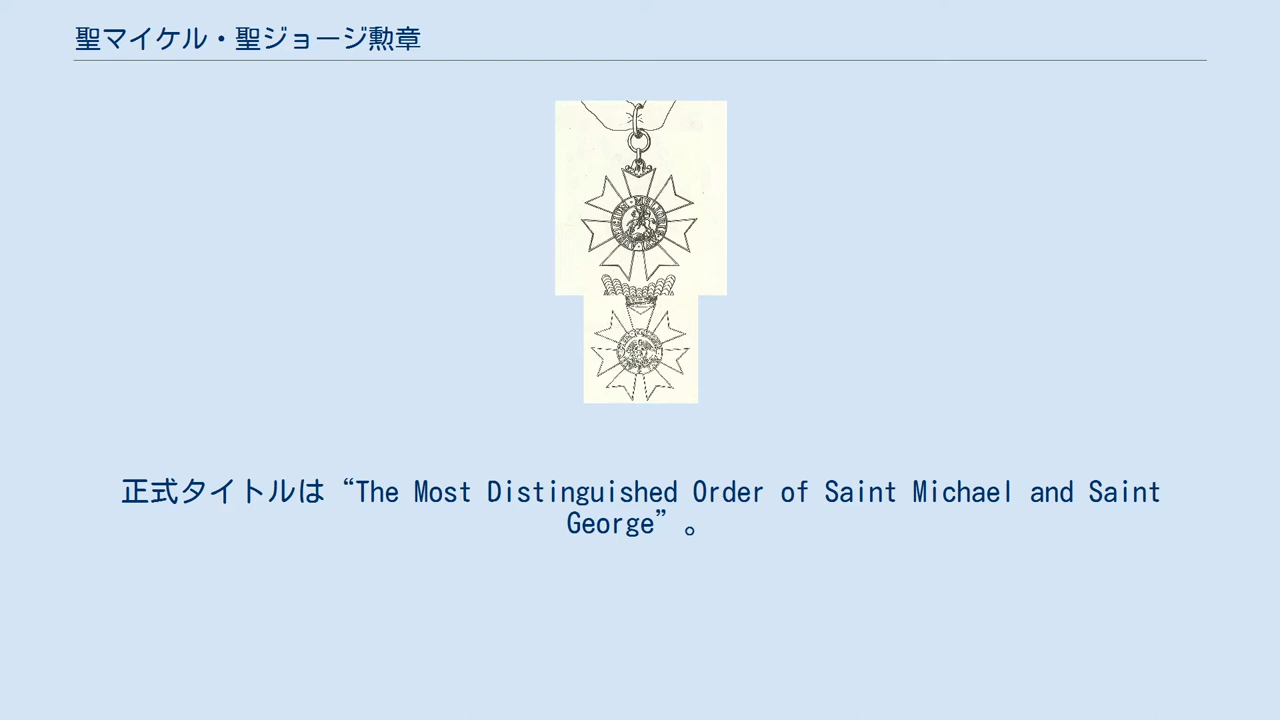 聖マイケル・聖ジョージ勲章
正式タイトルは“The Most Distinguished Order of Saint Michael and Saint
George”。